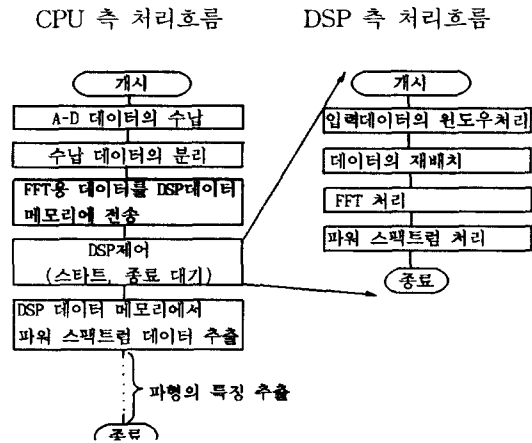 CPU 측 처리흐름
개시
A-D 데이터의 수납
수납 데이터의 분리
FFT용 데이터를 DSP데이터
메모리에 전송
DSP제어
(스타트, 종료 대기)
DSP 데이터 메모리에서
파워 스팩트럼 데이터 추출
파형의 특징 추출
종료
DSP 측 처리흐름
개시
입력데이터의 윈도우처리
데이터의 재배치
FFT 처리
파워 스팩트럼 처리
종료